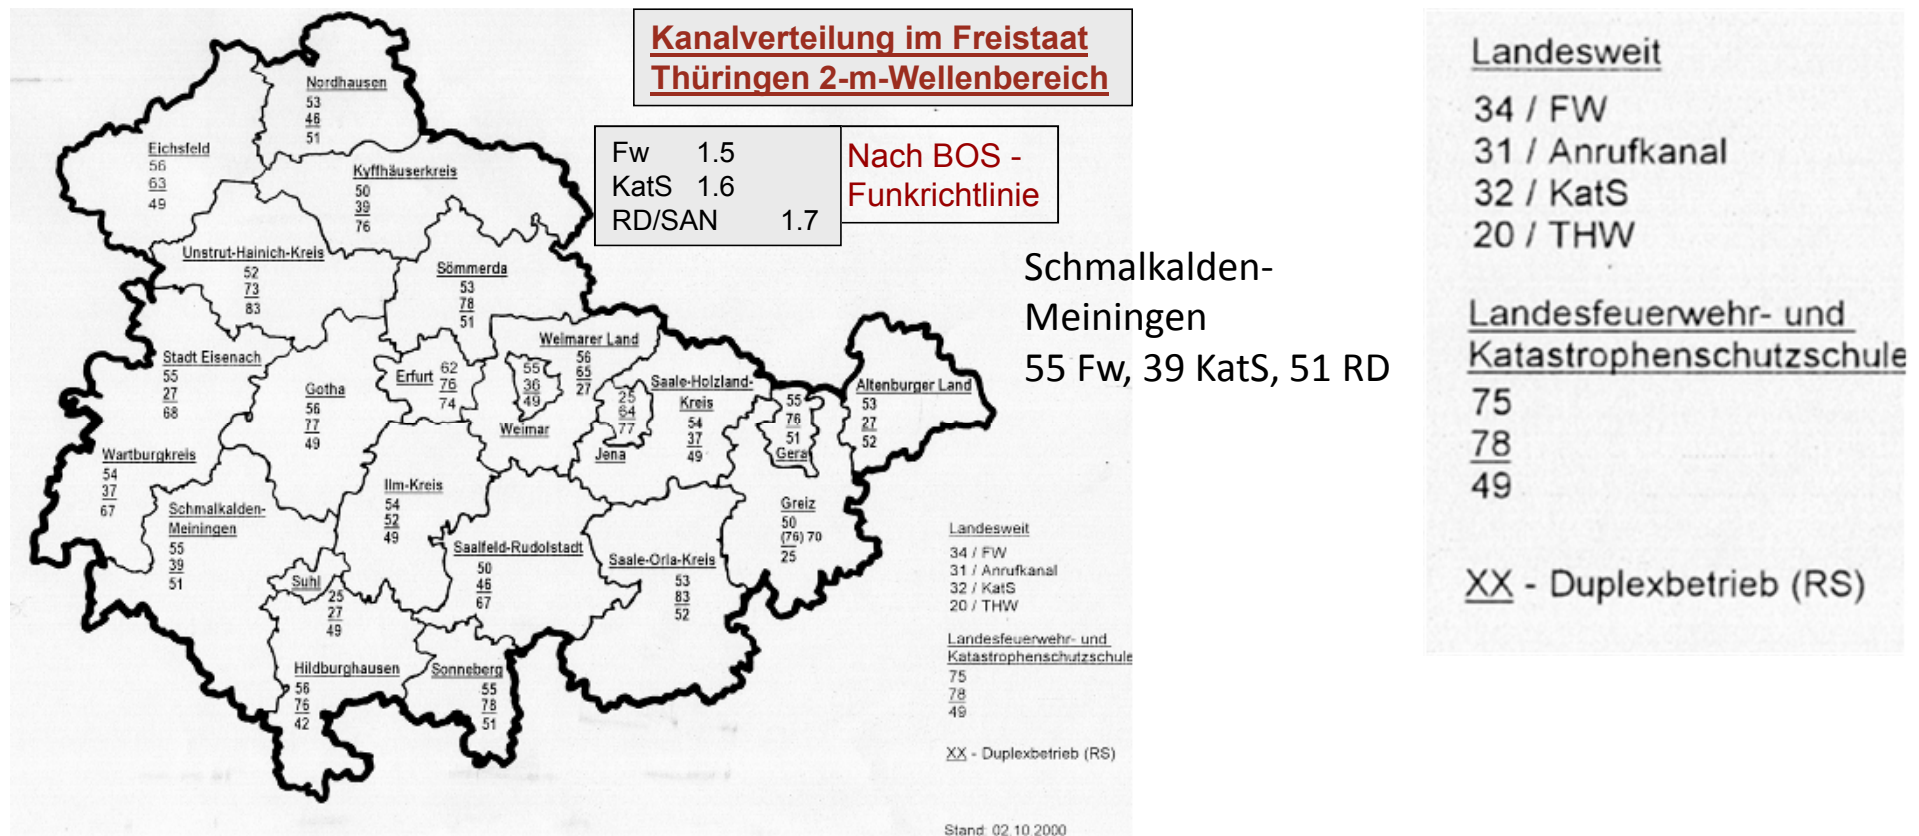 Kanalverteilung im Freistaat
Thüringen 2-m-Wellenbereich
Fw 1.5
KatS 1.6
RD/SAN 1.7
Nach BOS -
Funkrichtlinie
Nordhausen
53
46
51
Eichsfeld
56
63
49
Kyffhäuserkreis
50
39
76
Unstrut-Hainich-Kreis
52
73
83
Sömmerda
53
78
51
Stadt Eisenach
55
27
68
Gotha
56
77
49
Erfurt
62
76
74
Weimarer Land
56
65
27
55
36
49
Weimar
25
64
77
Jena
Saale-Holzland-
Kreis
54
37
49
55
76
51
Gera
Altenburger Land
53
27
52
Wartburgkreis
54
37
67
Schmalkalden-
Meiningen
55
39
51
Ilm-Kreis
54
52
49
Suhl
25
27
49
Saalfeld-Rudolstadt
50
46
67
Saale-Orla-Kreis
53
83
52
Greiz
50
(76) 70
25
Hildburghausen
56
76
42
Sonneberg
55
78
51
Landesweit
34 / FW
31 / Anrufkanal
32 / KatS
20 / THW
Landesfeuerwehr- und
Katastrophenschutzschule
75
78
49
XX - Duplexbetrieb (RS)
Stand: 02.10.2000
Schmalkalden-
Meiningen
55 Fw, 39 KatS, 51 RD
Landesweit
34 / FW
31 / Anrufkanal
32 / KatS
20 / THW
Landesfeuerwehr- und
Katastrophenschutzschule
75
78
49
XX - Duplexbetrieb (RS)